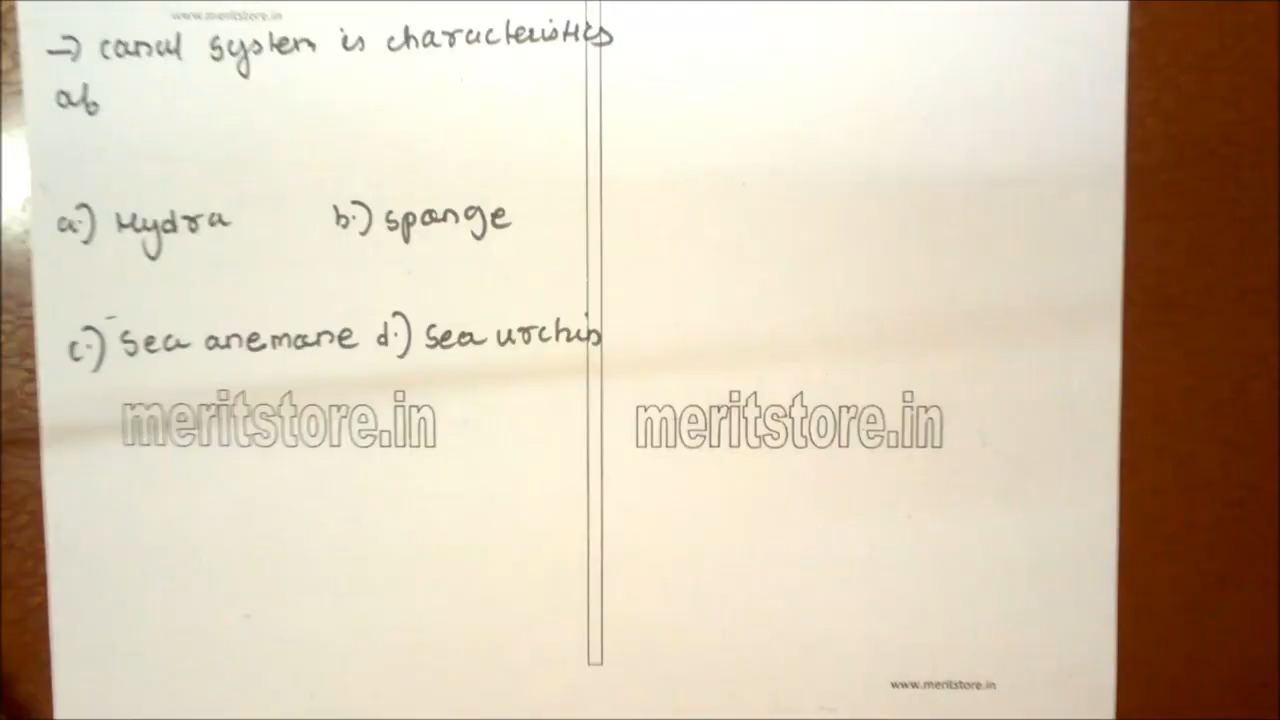 www.meritstore.in
→ canal system is characteristics
of
a.) Hydra b.) sponge
c.) Sea anemone d.) Sea urchin
meritstore.in meritstore.in
www.meritstore.in